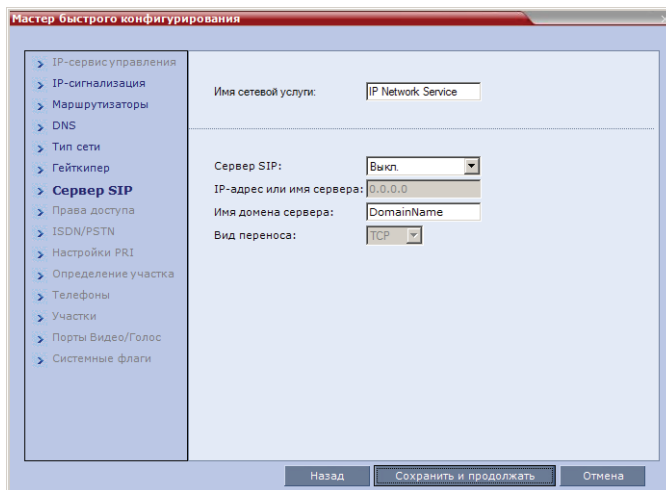 Мастер быстрого конфигурирования
IP-сервис управления
IP-сигнализация
Маршрутизаторы
DNS
Тип сети
Гейткипер
Сервер SIP
Права доступа
ISDN/PSTN
Настройки PRI
Определение участка
Телефоны
Участки
Порты Видео/Голос
Системные флаги
Имя сетевой услуги: IP Network Service
Сервер SIP: Выкл.
IP-адрес или имя сервера: 0.0.0.0
Имя домена сервера: DomainName
Вид переноса: TCP
Назад Сохранить и продолжать Отмена